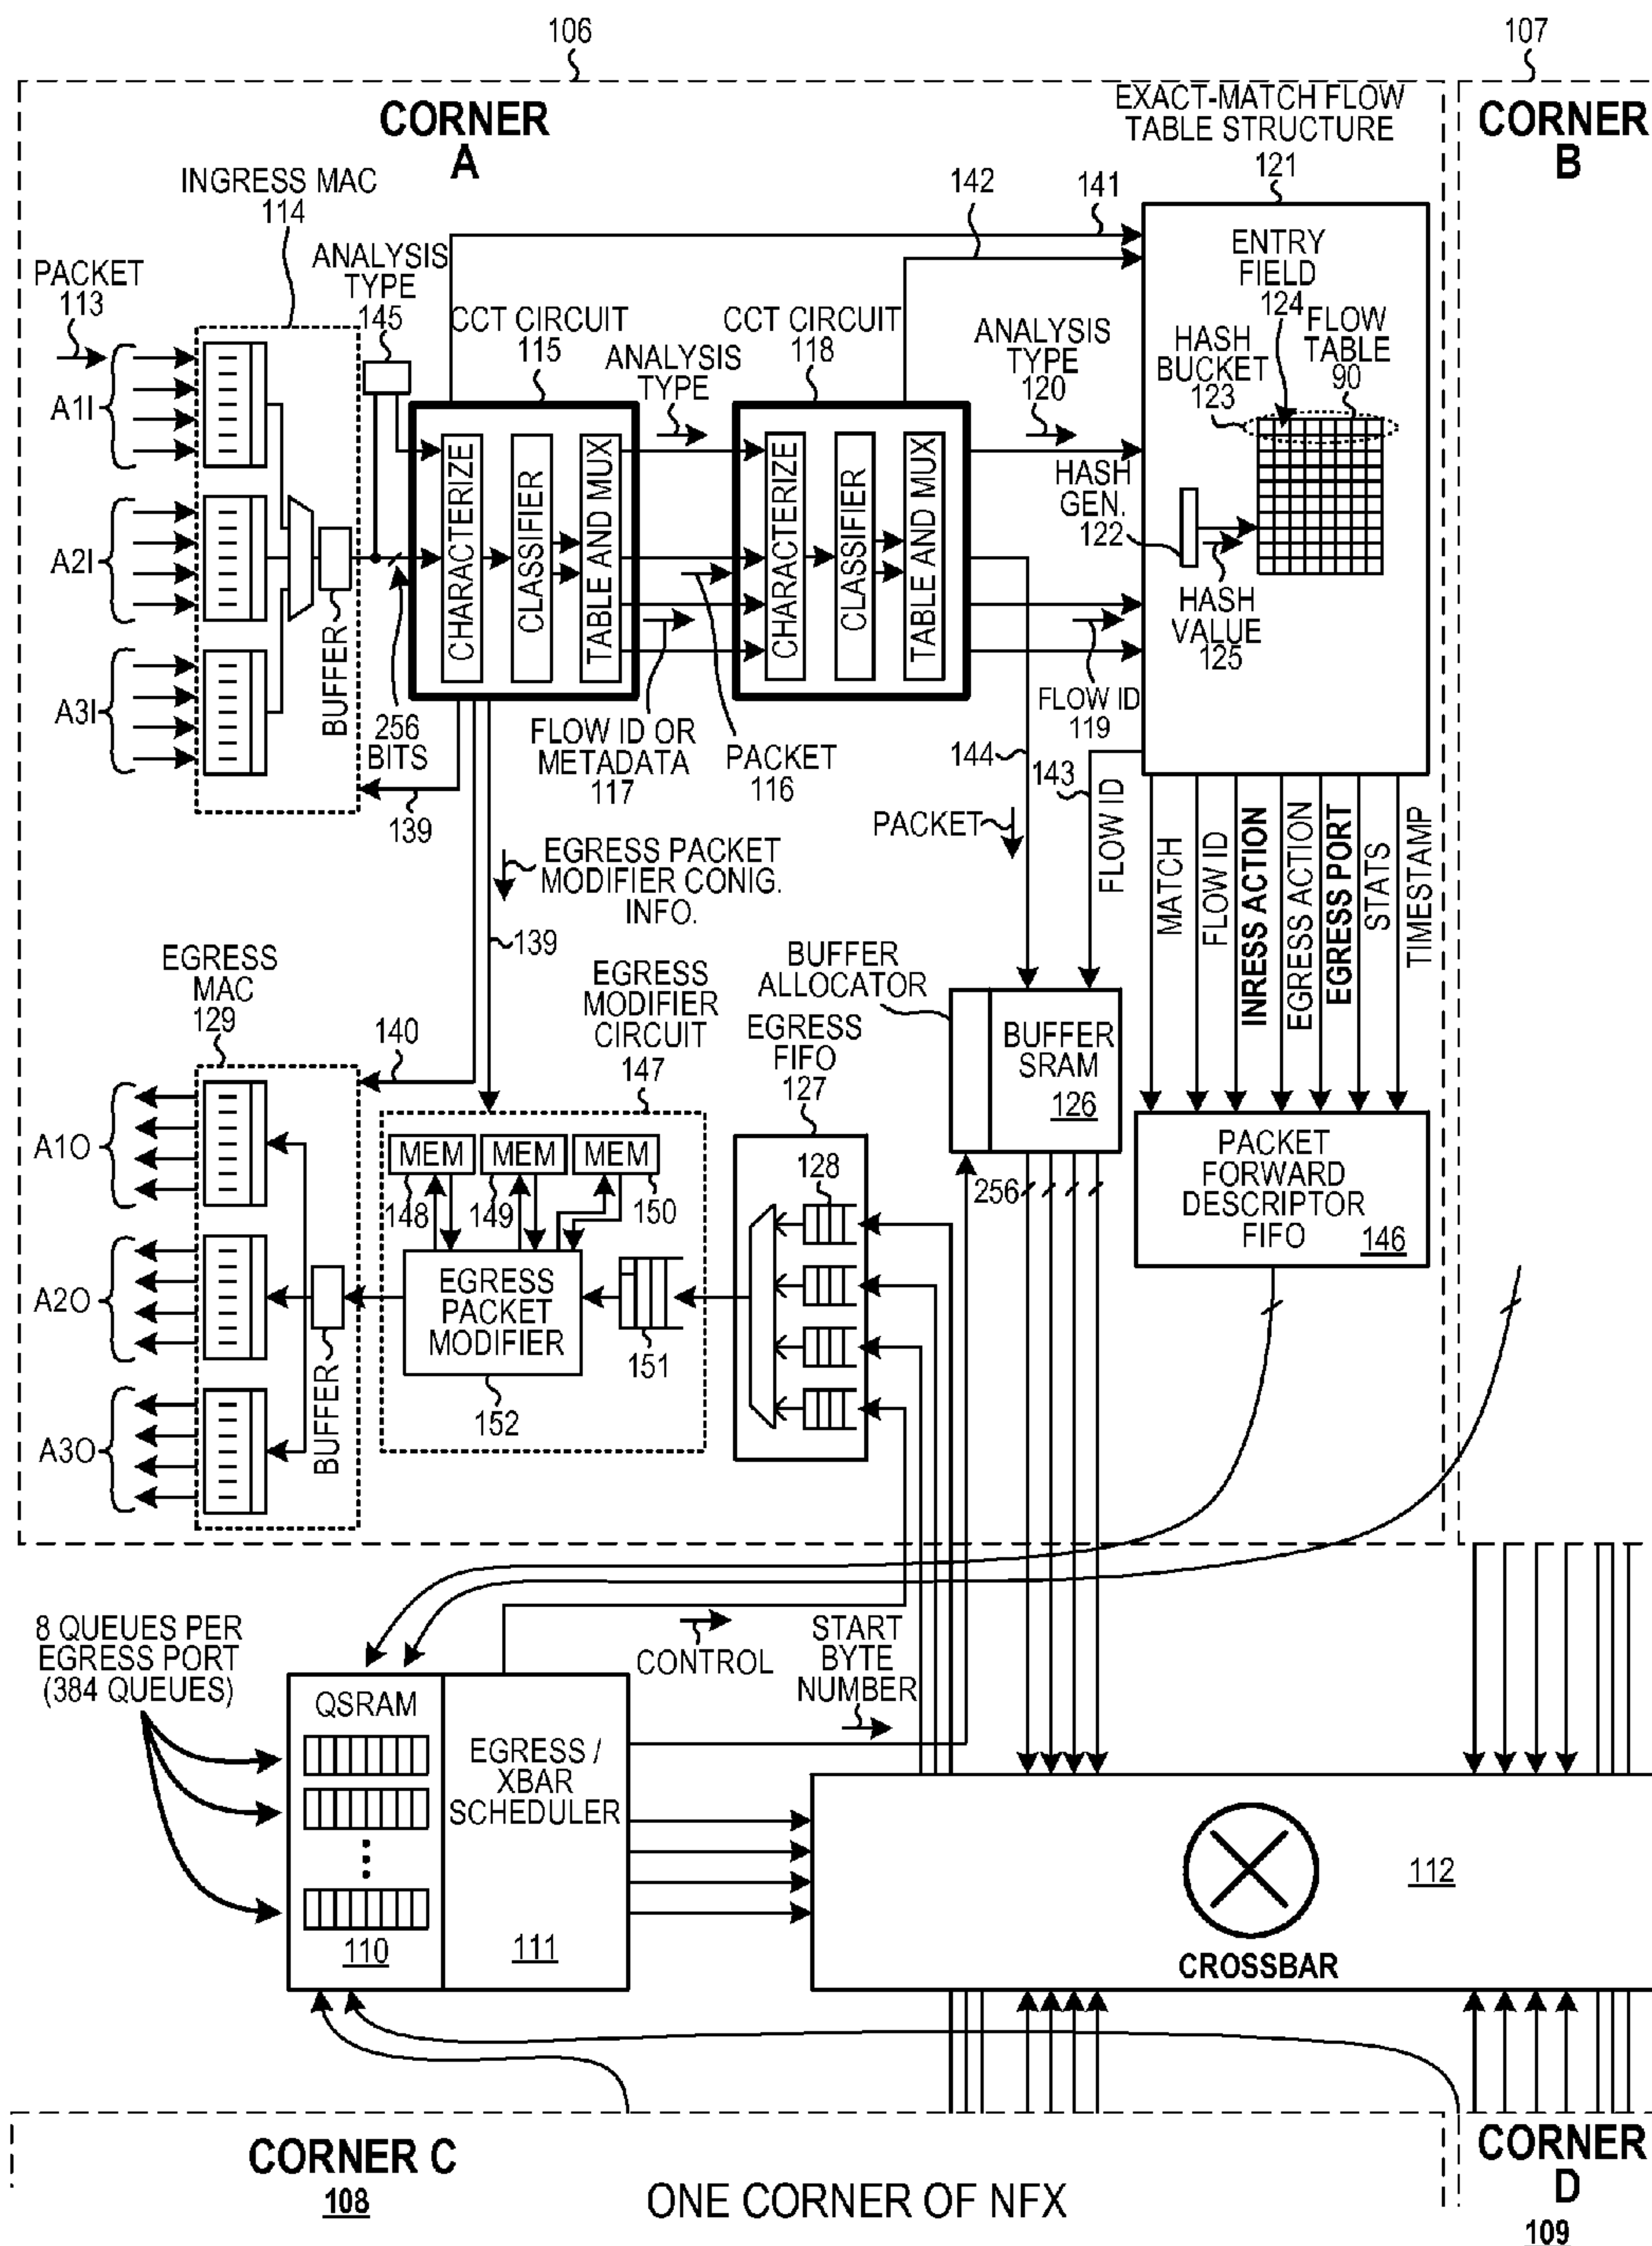 106
107
CORNER
A
EXACT-MATCH FLOW
TABLE STRUCTURE
121
CORNER
B
INGRESS MAC
114
142
141
PACKET
113
ANALYSIS
TYPE
145
CCT CIRCUIT
115
ANALYSIS
TYPE
CCT CIRCUIT
118
ANALYSIS
TYPE
120
ENTRY
FIELD
124
FLOW
TABLE
90
HASH
BUCKET
123
A1I
A2I
A3I
BUFFER
256
BITS
CHARACTERIZE
CLASSIFIER
TABLE AND MUX
CHARACTERIZE
CLASSIFIER
TABLE AND MUX
HASH
GEN.
122
HASH
VALUE
125
FLOW ID
119
FLOW ID OR
METADATA
117
PACKET
116
139
144
143
PACKET
FLOW ID
MATCH
FLOW ID
INRESS ACTION
EGRESS ACTION
EGRESS PORT
STATS
TIMESTAMP
EGRESS PACKET
MODIFIER CONIG.
INFO.
139
EGRESS
MAC
129
140
EGRESS
MODIFIER
CIRCUIT
147
EGRESS
FIFO
127
BUFFER
ALLOCATOR
BUFFER
SRAM
126
A1O
A2O
A3O
BUFFER
MEM
MEM
MEM
148
149
150
128
256
PACKET
FORWARD
DESCRIPTOR
FIFO
146
EGRESS
PACKET
MODIFIER
151
152
8 QUEUES PER
EGRESS PORT
(384 QUEUES)
CONTROL
START
BYTE
NUMBER
QSRAM
110
EGRESS /
XBAR
SCHEDULER
111
112
CROSSBAR
CORNER C
108
ONE CORNER OF NFX
CORNER
D
109